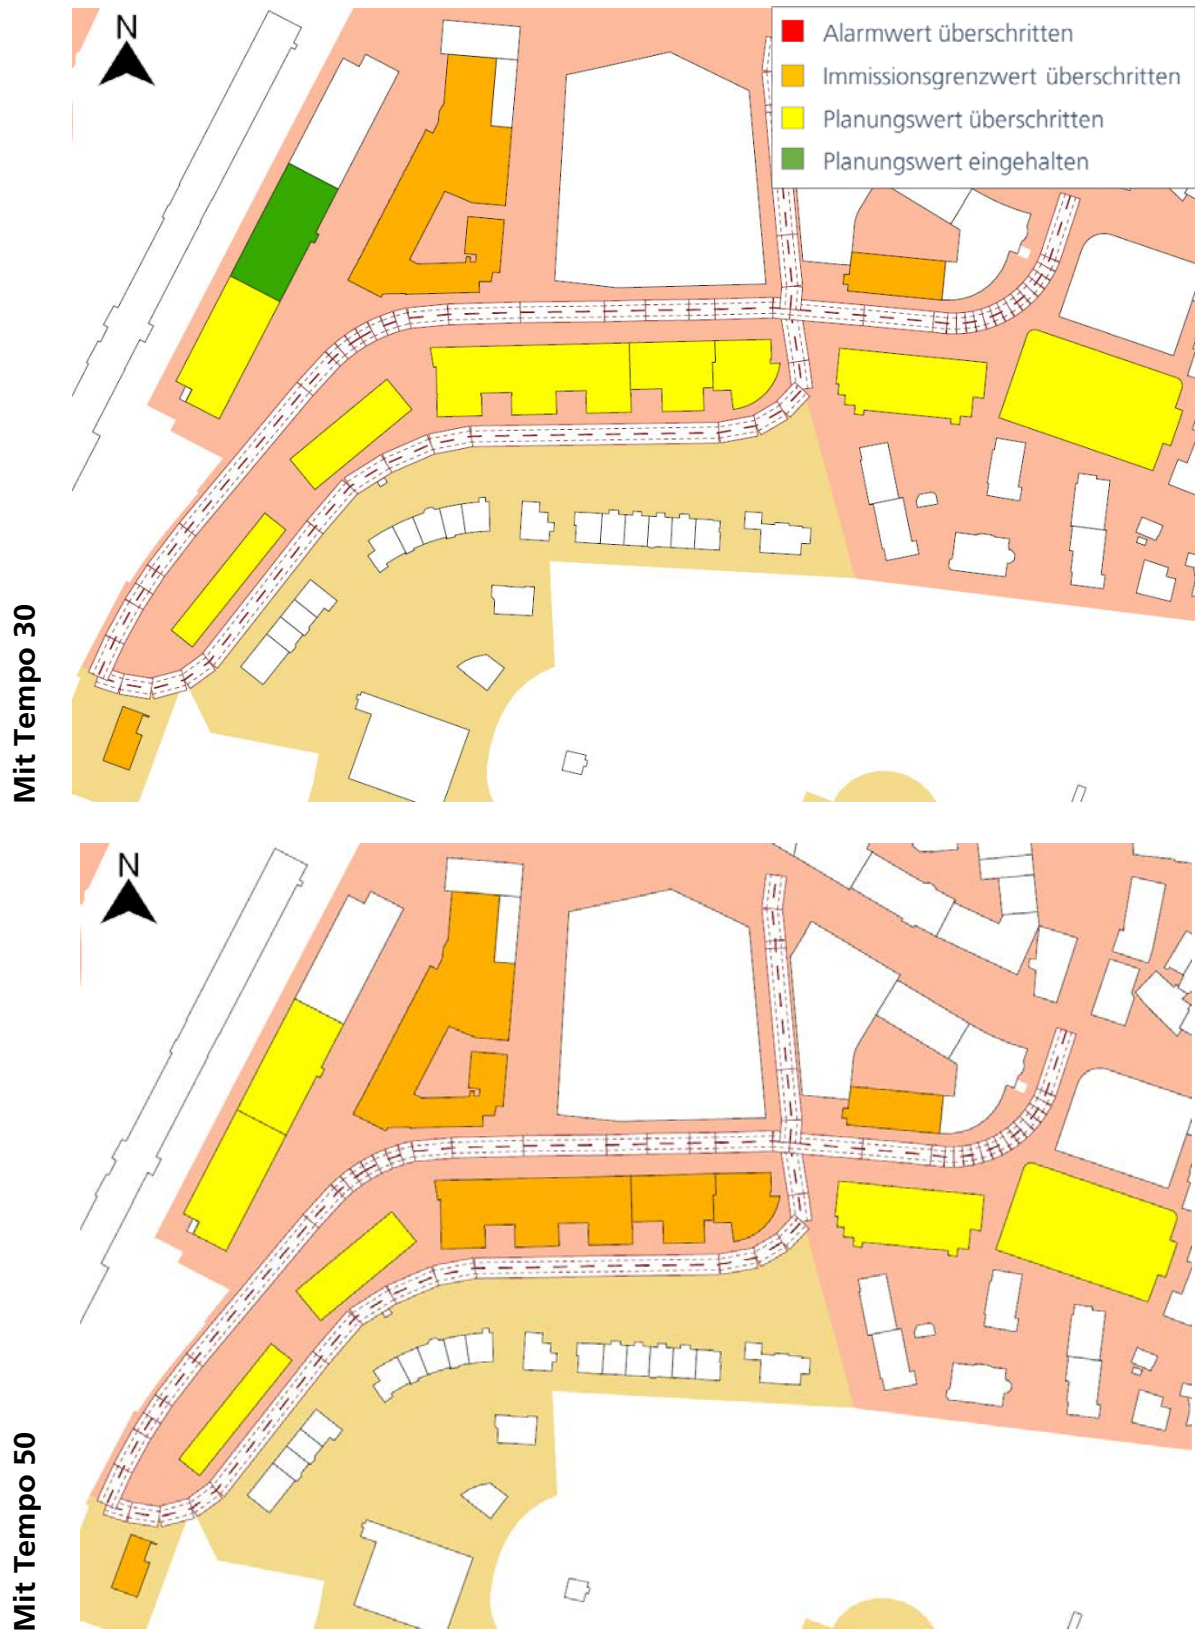 N
Alarmwert überschritten
Immissionsgrenzwert überschritten
Planungswert überschritten
Planungswert eingehalten
Mit Tempo 30
N
Mit Tempo 50